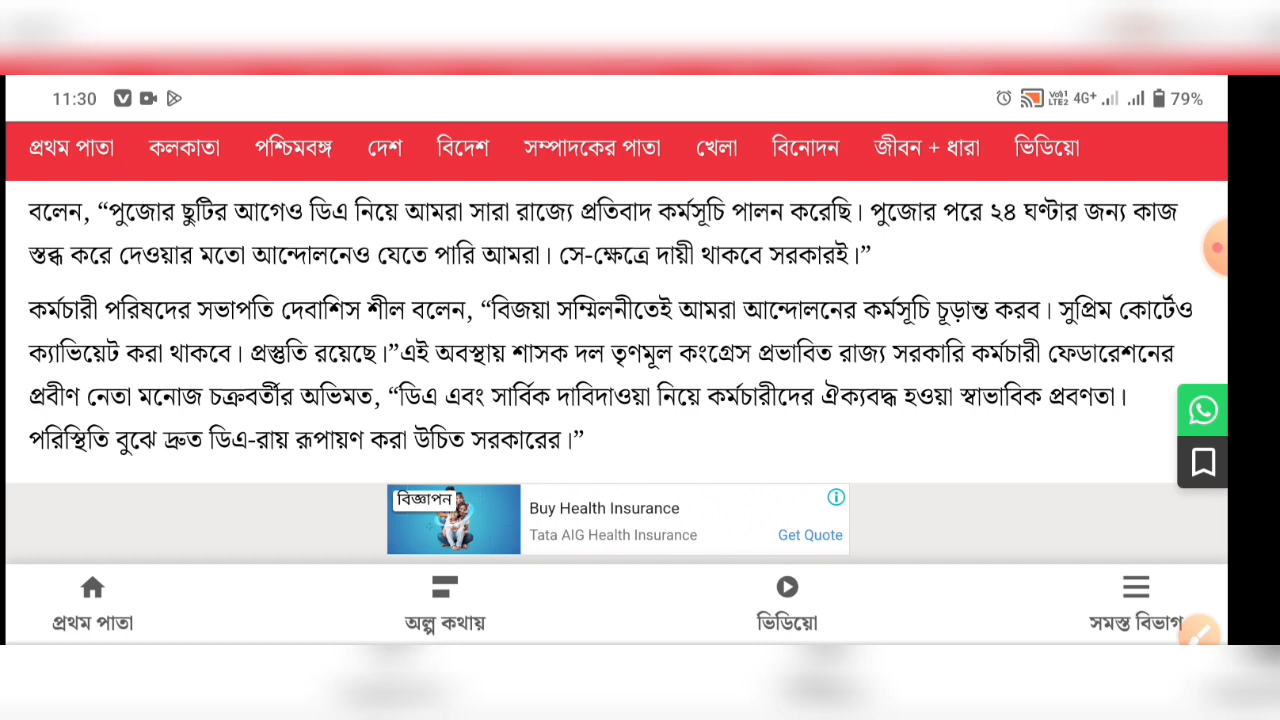 11:30
Vo)) 1 LTE2 4G+ 79%
প্রথম পাতা কলকাতা পশ্চিমবঙ্গ দেশ বিদেশ সম্পাদকের পাতা খেলা বিনোদন জীবন + ধারা ভিডিয়ো
বলেন, “পুজোর ছুটির আগেও ডিএ নিয়ে আমরা সারা রাজ্যে প্রতিবাদ কর্মসূচি পালন করেছি। পুজোর পরে ২৪ ঘণ্টার জন্য কাজ
স্তব্ধ করে দেওয়ার মতো আন্দোলনেও যেতে পারি আমরা। সে-ক্ষেত্রে দায়ী থাকবে সরকারই।”
কর্মচারী পরিষদের সভাপতি দেবাশিস শীল বলেন, “বিজয়া সম্মিলনীতেই আমরা আন্দোলনের কর্মসূচি চূড়ান্ত করব। সুপ্রিম কোর্টেও
ক্যাভিয়েট করা থাকবে। প্রস্তুতি রয়েছে।”এই অবস্থায় শাসক দল তৃণমূল কংগ্রেস প্রভাবিত রাজ্য সরকারি কর্মচারী ফেডারেশনের
প্রবীণ নেতা মনোজ চক্রবর্তীর অভিমত, “ডিএ এবং সার্বিক দাবিদাওয়া নিয়ে কর্মচারীদের ঐক্যবদ্ধ হওয়া স্বাভাবিক প্রবণতা।
পরিস্থিতি বুঝে দ্রুত ডিএ-রায় রূপায়ণ করা উচিত সরকারের।”
বিজ্ঞাপন
Buy Health Insurance
Tata AIG Health Insurance Get Quote
প্রথম পাতা অল্প কথায় ভিডিয়ো সমস্ত বিভাগ